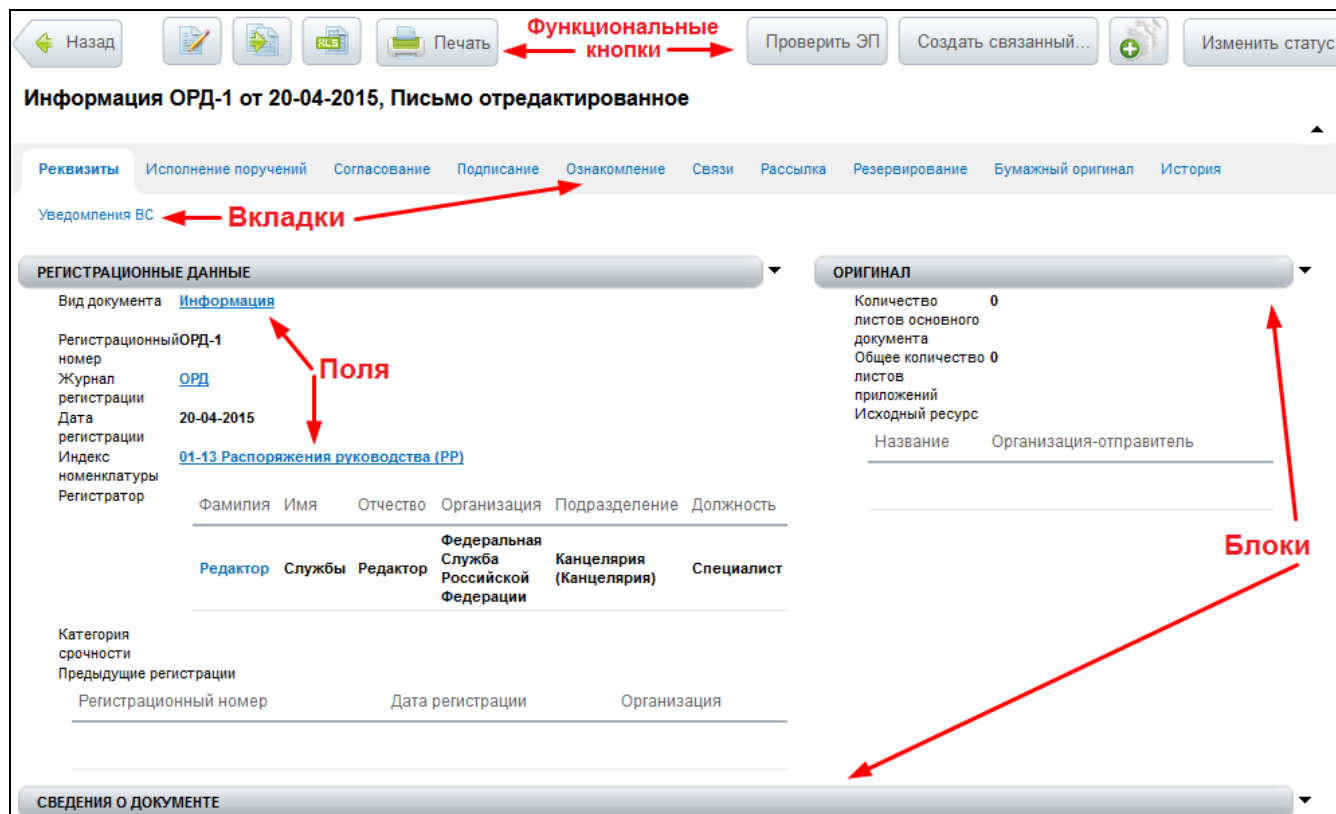 Назад
XLS
Печать
Функциональные
кнопки
Проверить ЭП
Создать связанный...
Изменить статус
Информация ОРД-1 от 20-04-2015, Письмо отредактированное
Реквизиты Исполнение поручений Согласование Подписание Ознакомление Связи Рассылка Резервирование Бумажный оригинал История
Уведомления ВС
Вкладки
РЕГИСТРАЦИОННЫЕ ДАННЫЕ
Вид документа Информация
Регистрационный ОРД-1
номер
Журнал ОРД
регистрации
Дата 20-04-2015
регистрации
Индекс 01-13 Распоряжения руководства (РР)
номенклатуры
Поля
Регистратор
Фамилия Имя Отчество Организация Подразделение Должность
Редактор Службы Редактор Федеральная
Служба
Российской
Федерации
Канцелярия
(Канцелярия)
Специалист
Категория
срочности
Предыдущие регистрации
Регистрационный номер Дата регистрации Организация
ОРИГИНАЛ
Количество 0
листов основного
документа
Общее количество 0
листов
приложений
Исходный ресурс
Название Организация-отправитель
Блоки
СВЕДЕНИЯ О ДОКУМЕНТЕ